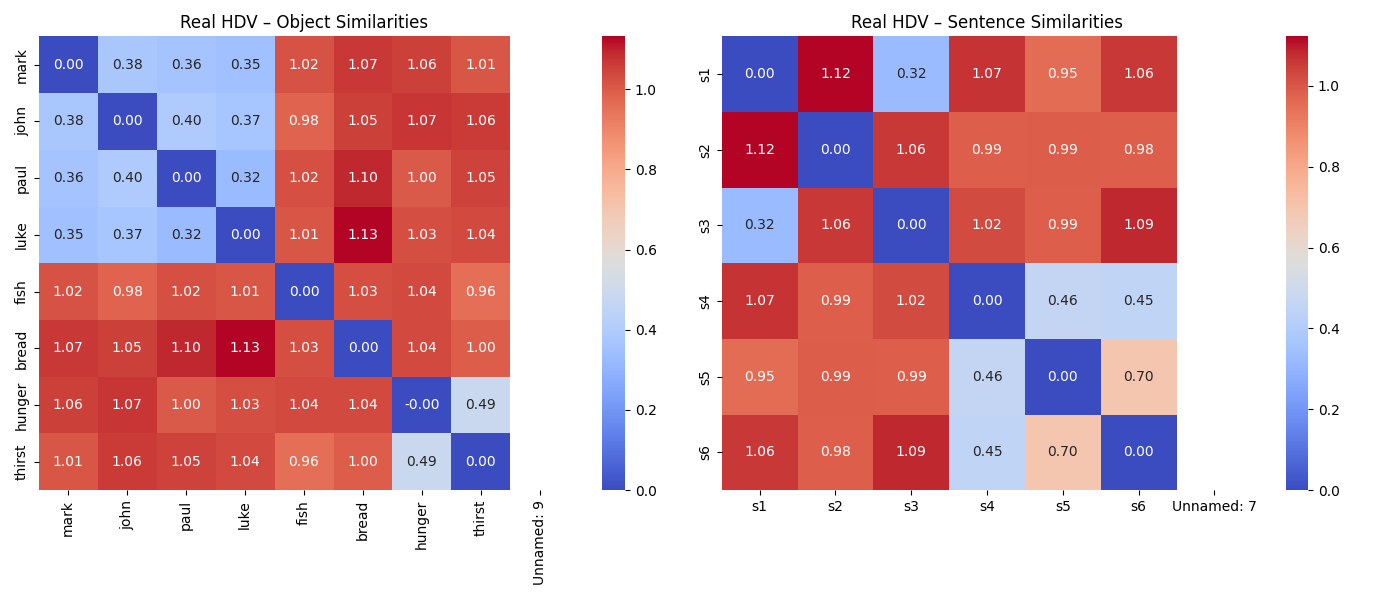 Real HDV – Object Similarities
mark 0.00 0.38 0.36 0.35 1.02 1.07 1.06 1.01
john 0.38 0.00 0.40 0.37 0.98 1.05 1.07 1.06
paul 0.36 0.40 0.00 0.32 1.02 1.10 1.00 1.05
luke 0.35 0.37 0.32 0.00 1.01 1.13 1.03 1.04
fish 1.02 0.98 1.02 1.01 0.00 1.03 1.04 0.96
bread 1.07 1.05 1.10 1.13 1.03 0.00 1.04 1.00
hunger 1.06 1.07 1.00 1.03 1.04 1.04 -0.00 0.49
thirst 1.01 1.06 1.05 1.04 0.96 1.00 0.49 0.00
mark john paul luke fish bread hunger thirst Unnamed: 9
1.0
0.8
0.6
0.4
0.2
0.0
Real HDV – Sentence Similarities
s1 0.00 1.12 0.32 1.07 0.95 1.06
s2 1.12 0.00 1.06 0.99 0.99 0.98
s3 0.32 1.06 0.00 1.02 0.99 1.09
s4 1.07 0.99 1.02 0.00 0.46 0.45
s5 0.95 0.99 0.99 0.46 0.00 0.70
s6 1.06 0.98 1.09 0.45 0.70 0.00
s1 s2 s3 s4 s5 s6 Unnamed: 7
1.0
0.8
0.6
0.4
0.2
0.0